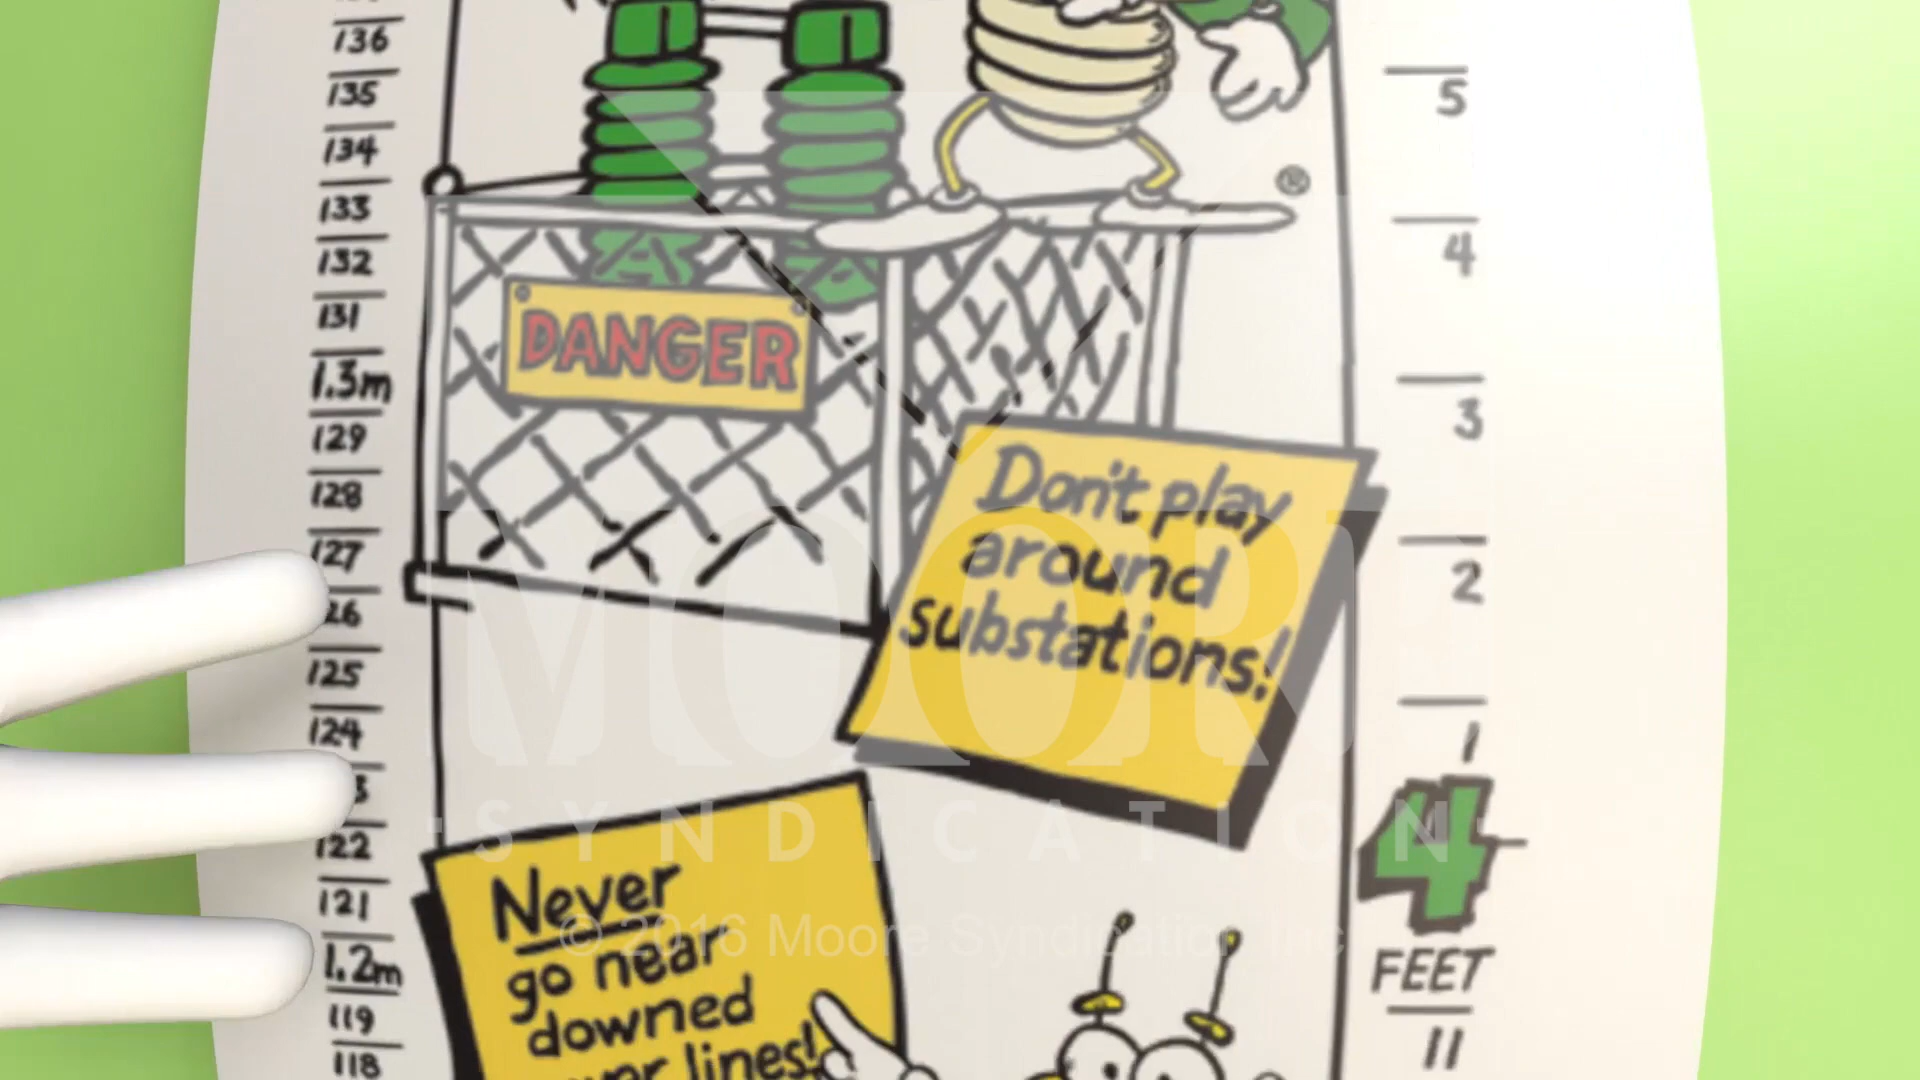 136
135
134
133
132
131
1.3m
129
128
127
125
124
122
121
1.2m
119
118
5
4
3
2
1
4
FEET
11
®
DANGER
Don't play
around
substations!
Never
go near
downed
lines!
MOORE
SYNDICATION
© 2016 Moore Syndication Inc